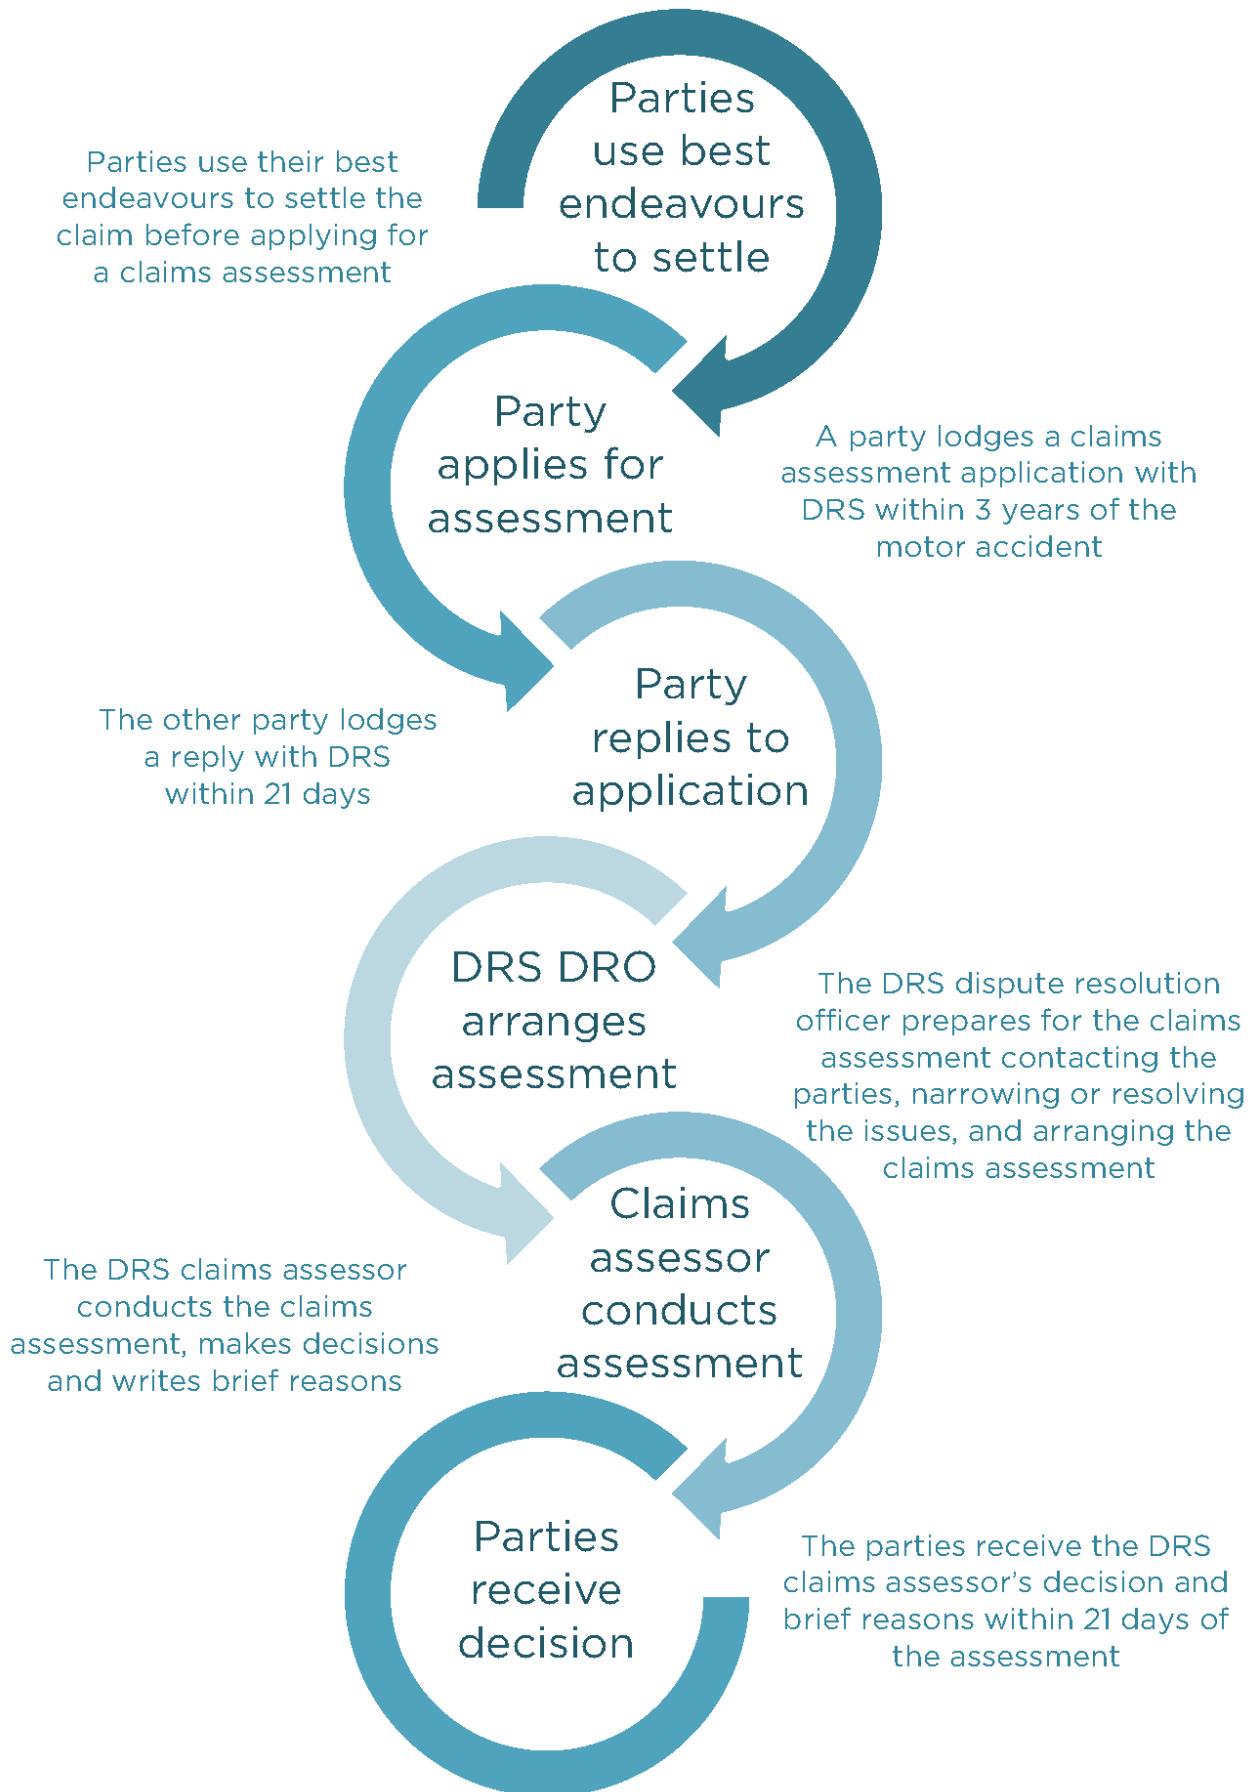 Parties
use best
endeavours
to settle
Parties use their best
endeavours to settle the
claim before applying for
a claims assessment
Party
applies for
assessment
A party lodges a claims
assessment application with
DRS within 3 years of the
motor accident
Party
replies to
application
The other party lodges
a reply with DRS
within 21 days
DRS DRO
arranges
assessment
The DRS dispute resolution
officer prepares for the claims
assessment contacting the
parties, narrowing or resolving
the issues, and arranging the
claims assessment
Claims
assessor
conducts
assessment
The DRS claims assessor
conducts the claims
assessment, makes decisions
and writes brief reasons
Parties
receive
decision
The parties receive the DRS
claims assessor’s decision and
brief reasons within 21 days of
the assessment